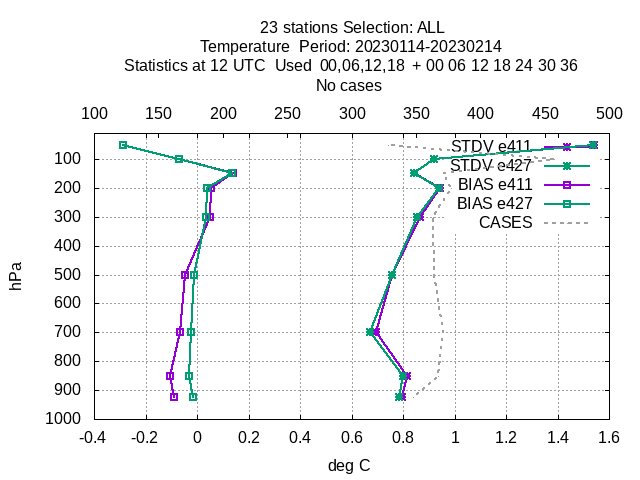 23 stations Selection: ALL
Temperature  Period: 20230114-20230214
Statistics at 12 UTC  Used  00,06,12,18  + 00 06 12 18 24 30 36
No cases
100 150 200 250 300 350 400 450 500
STDV e411
STDV e427
BIAS e411
BIAS e427
CASES
hPa
100
200
300
400
500
600
700
800
900
1000
-0.4 -0.2 0 0.2 0.4 0.6 0.8 1 1.2 1.4 1.6
deg C